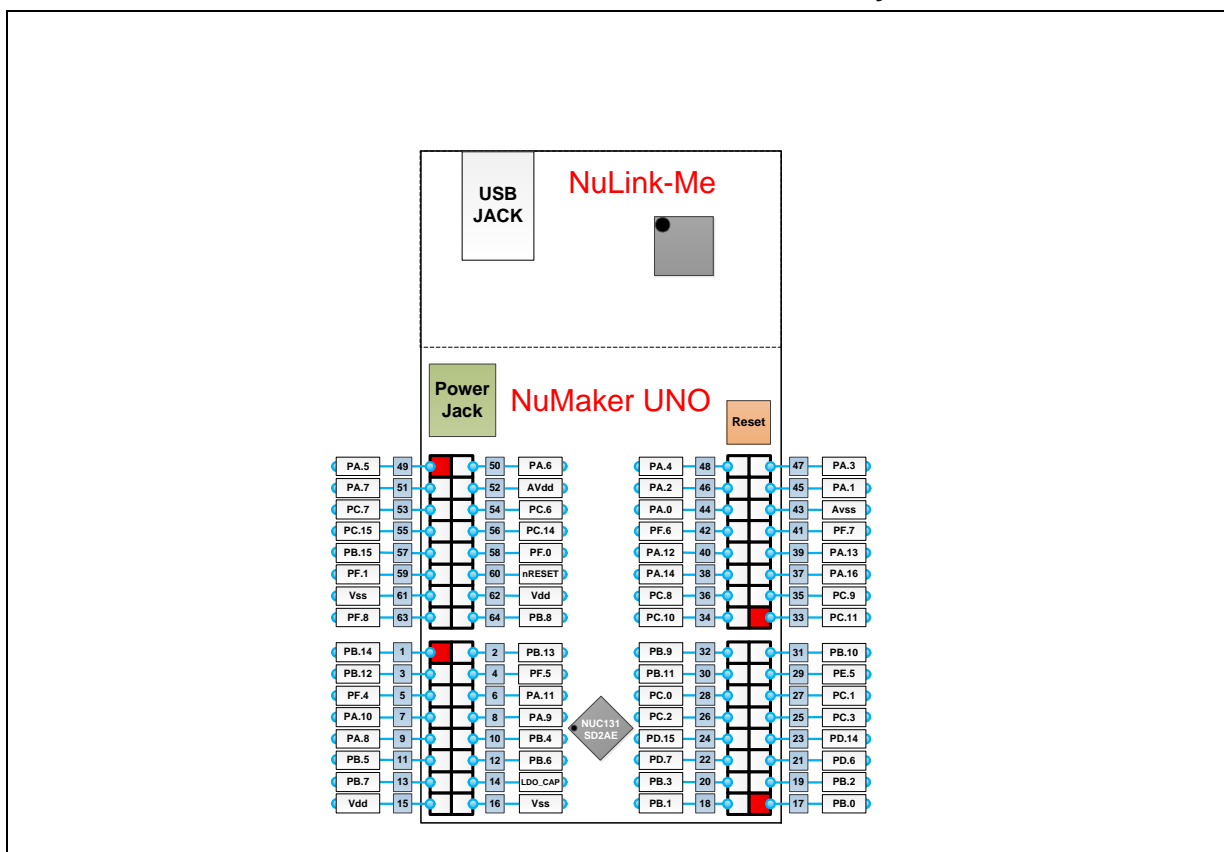 NuLink-Me
USB
JACK
Power
Jack
NuMaker UNO
Reset
PA.5 49 50 PA.6 PA.4 48 47 PA.3
PA.7 51 52 AVdd PA.2 46 45 PA.1
PC.7 53 54 PC.6 PA.0 44 43 Avss
PC.15 55 56 PC.14 PF.6 42 41 PF.7
PB.15 57 58 PF.0 PA.12 40 39 PA.13
PF.1 59 60 nRESET PA.14 38 37 PA.16
Vss 61 62 Vdd PC.8 36 35 PC.9
PF.8 63 64 PB.8 PC.10 34 33 PC.11
PB.14 1 2 PB.13 PB.9 32 31 PB.10
PB.12 3 4 PF.5 PB.11 30 29 PE.5
PF.4 5 6 PA.11 PC.0 28 27 PC.1
PA.10 7 8 PA.9 PC.2 26 25 PC.3
NUC131
SD2AE
PA.8 9 10 PB.4 PD.15 24 23 PD.14
PB.5 11 12 PB.6 PD.7 22 21 PD.6
PB.7 13 14 LDO_CAP PB.3 20 19 PB.2
Vdd 15 16 Vss PB.1 18 17 PB.0